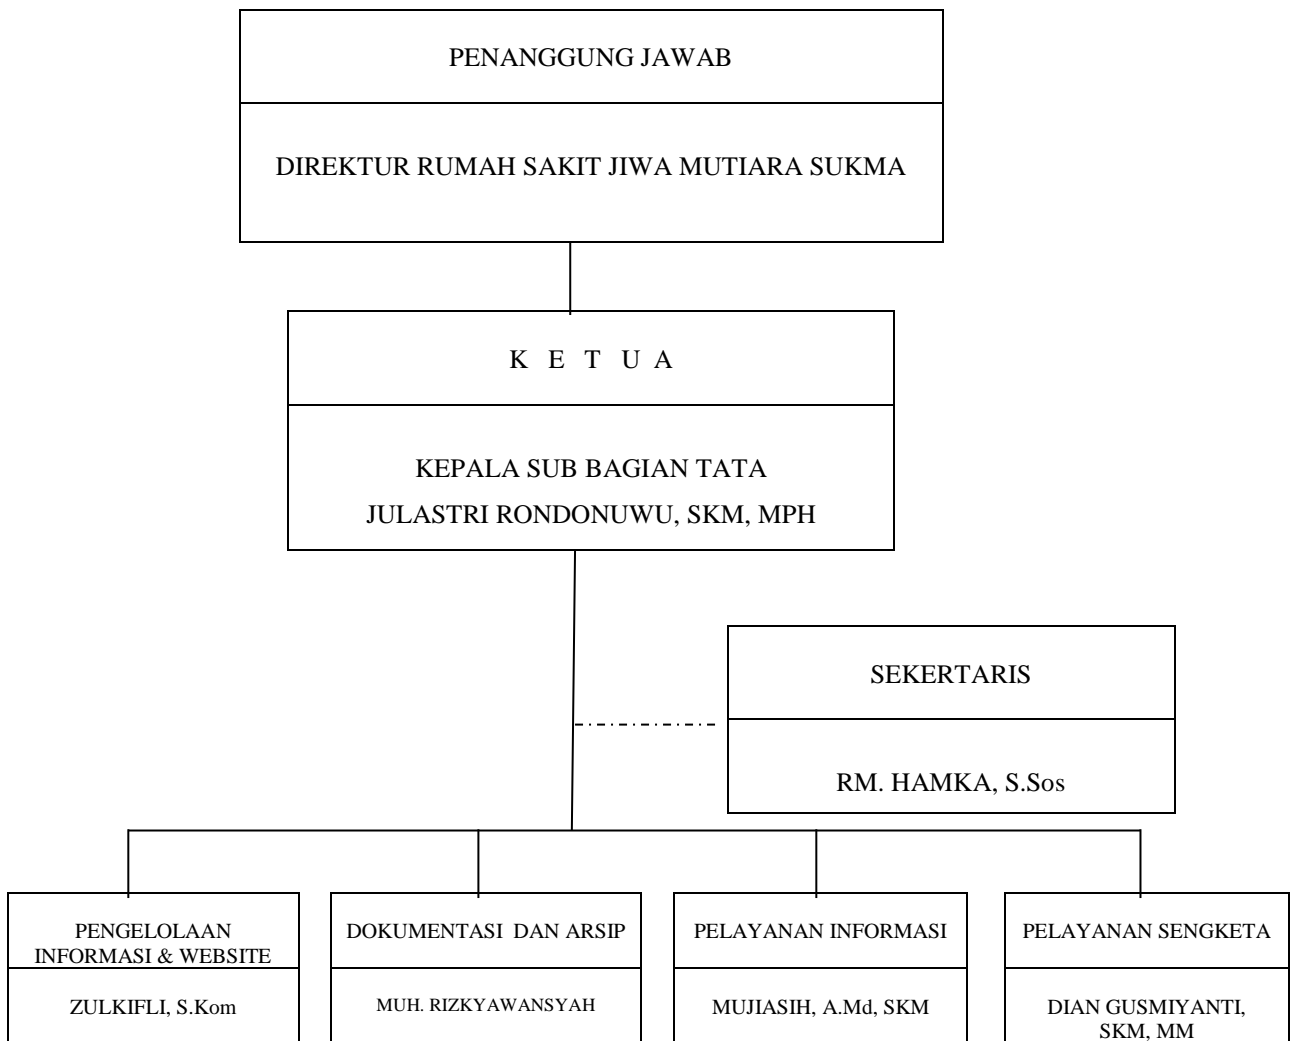 PENANGGUNG JAWAB
DIREKTUR RUMAH SAKIT JIWA MUTIARA SUKMA
K E T U A
KEPALA SUB BAGIAN TATA
JULASTRI RONDONUWU, SKM, MPH
SEKERTARIS
RM. HAMKA, S.Sos
PENGELOLAAN
INFORMASI & WEBSITE
ZULKIFLI, S.Kom
DOKUMENTASI DAN ARSIP
MUH. RIZKYAWANSYAH
PELAYANAN INFORMASI
MUJIASIH, A.Md, SKM
PELAYANAN SENGKETA
DIAN GUSMIYANTI,
SKM, MM